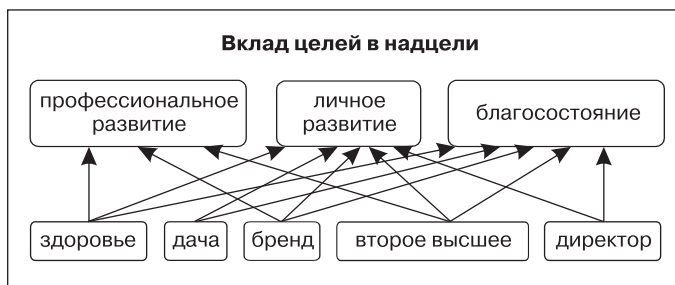 Вклад целей в надцели
профессиональное
развитие
личное
развитие
благосостояние
здоровье
дача
бренд
второе высшее
директор